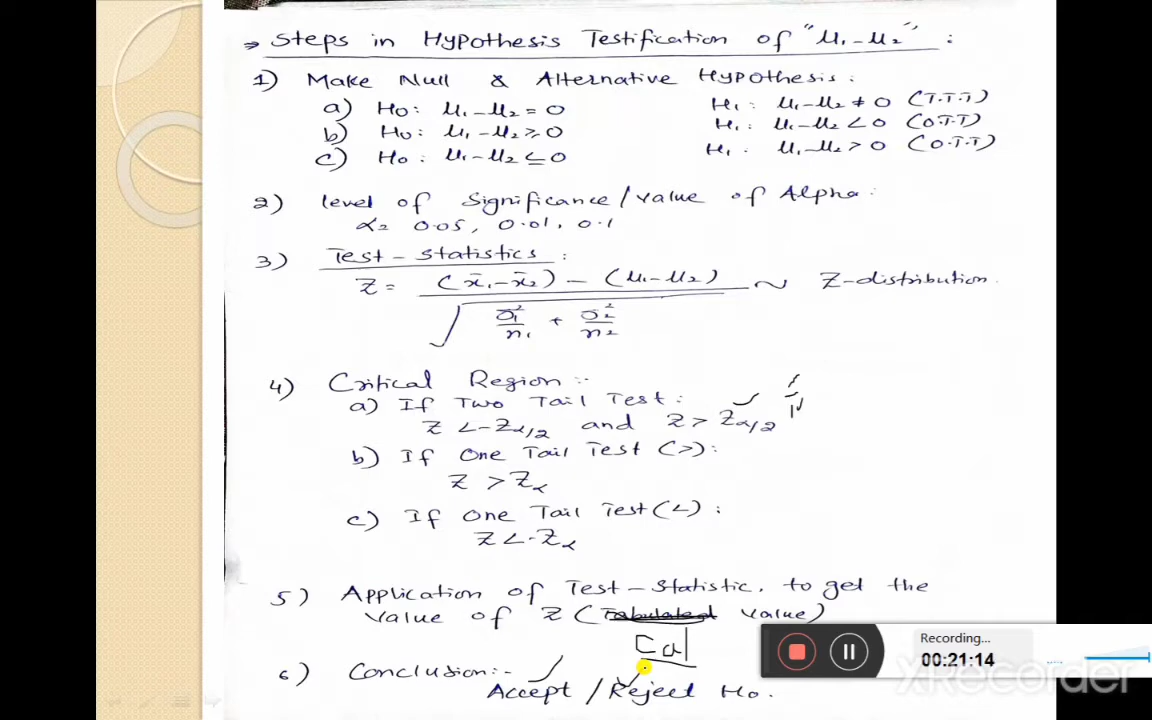 → Steps in Hypothesis Testification of "μ₁-μ₂" :
1) Make Null & Alternative Hypothesis :
a) H₀ : μ₁-μ₂ = 0 H₁ : μ₁-μ₂ ≠ 0 (T.T.T)
b) H₀ : μ₁-μ₂ ≥ 0 H₁ : μ₁-μ₂ < 0 (O.T.T)
c) H₀ : μ₁-μ₂ ≤ 0 H₁ : μ₁-μ₂ > 0 (O.T.T)
2) level of Significance/value of Alpha :
α= 0.05, 0.01, 0.1
3) Test-Statistics :
Z = (x̄₁-x̄₂) - (μ₁-μ₂) / √(σ₁²/n₁ + σ₂²/n₂) ~ Z-distribution.
4) Critical Region :-
a) If Two Tail Test :
Z < -Zα/2 and Z > Zα/2
b) If One Tail Test (>) :
Z > Zα
c) If One Tail Test (<) :
Z < -Zα
5) Application of Test-Statistic, to get the
value of Z (Tabulated value)
Cal
6) Conclusion :-
Accept / Reject H₀.
Recording...
00:21:14
XRecorder